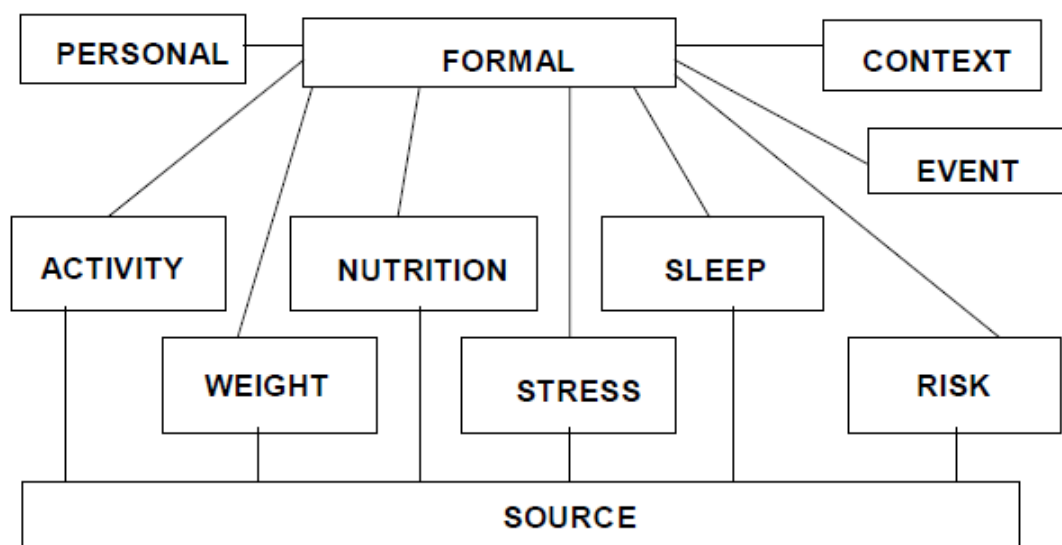 PERSONAL
FORMAL
CONTEXT
EVENT
ACTIVITY
NUTRITION
SLEEP
WEIGHT
STRESS
RISK
SOURCE